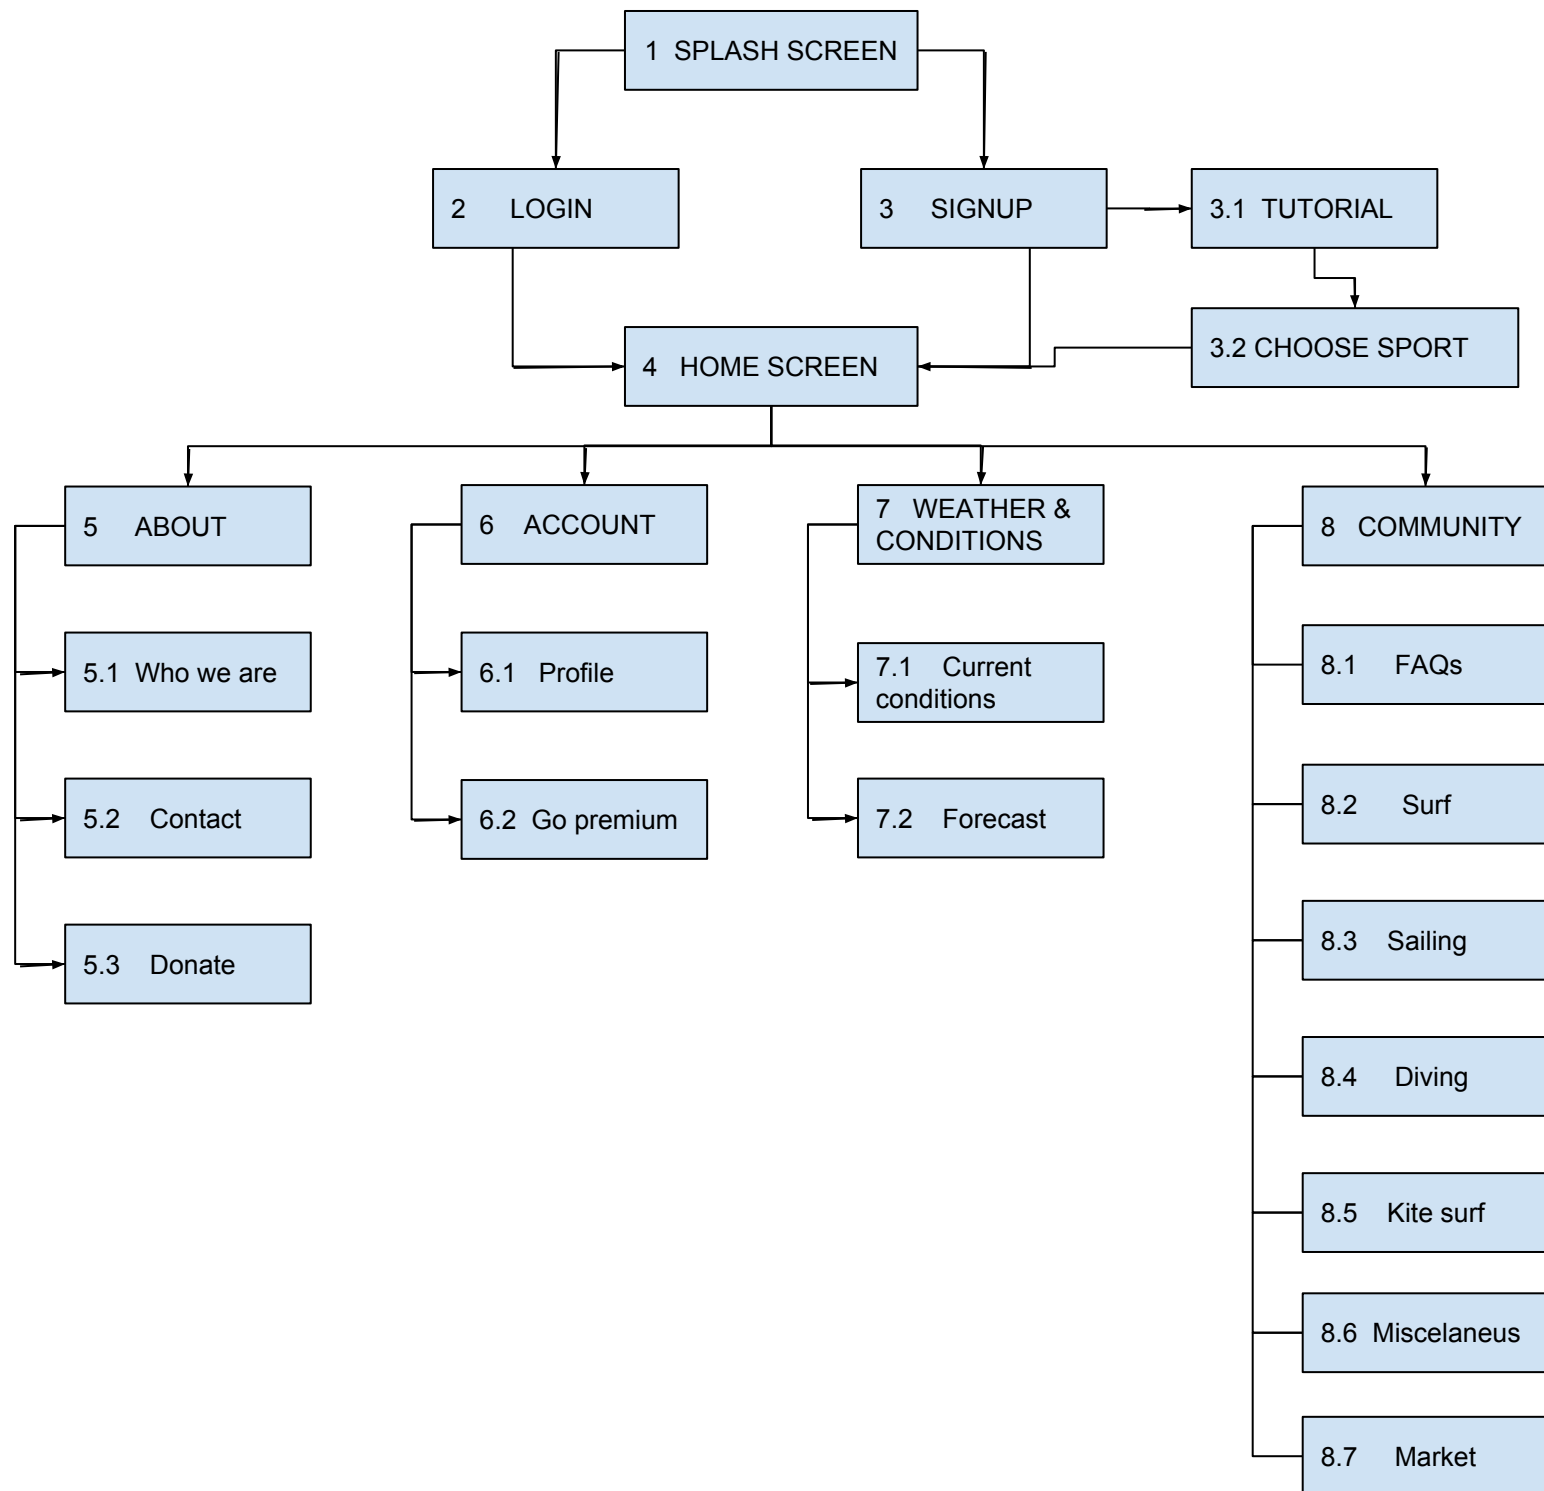 1 SPLASH SCREEN
2 LOGIN
3 SIGNUP
3.1 TUTORIAL
3.2 CHOOSE SPORT
4 HOME SCREEN
5 ABOUT
5.1 Who we are
5.2 Contact
5.3 Donate
6 ACCOUNT
6.1 Profile
6.2 Go premium
7 WEATHER &
CONDITIONS
7.1 Current
conditions
7.2 Forecast
8 COMMUNITY
8.1 FAQs
8.2 Surf
8.3 Sailing
8.4 Diving
8.5 Kite surf
8.6 Miscelaneus
8.7 Market